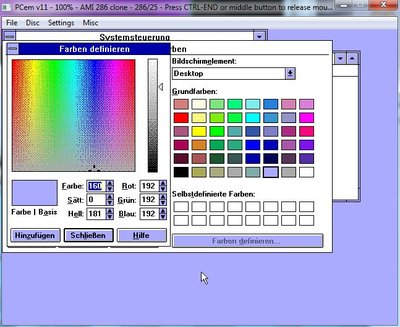 PCem v11 - 100% - AMI 286 clone - 286/25 - Press CTRL-END or middle button to release mou...
File Disc Settings Misc
Systemsteuerung
Farben definieren
rben
Bildschirmelement:
Desktop
Grundfarben:
Farbe: 160 Rot: 192
Sätt: 0 Grün: 192
Hell: 181 Blau: 192
Farbe | Basis
Selbstdefinierte Farben:
Hinzufügen Schließen Hilfe
Farben definieren...